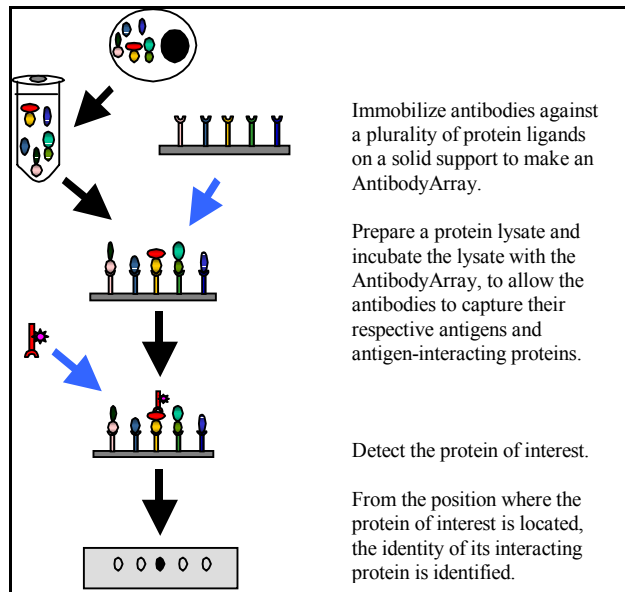 Immobilize antibodies against
a plurality of protein ligands
on a solid support to make an
AntibodyArray.
Prepare a protein lysate and
incubate the lysate with the
AntibodyArray, to allow the
antibodies to capture their
respective antigens and
antigen-interacting proteins.
Detect the protein of interest.
From the position where the
protein of interest is located,
the identity of its interacting
protein is identified.